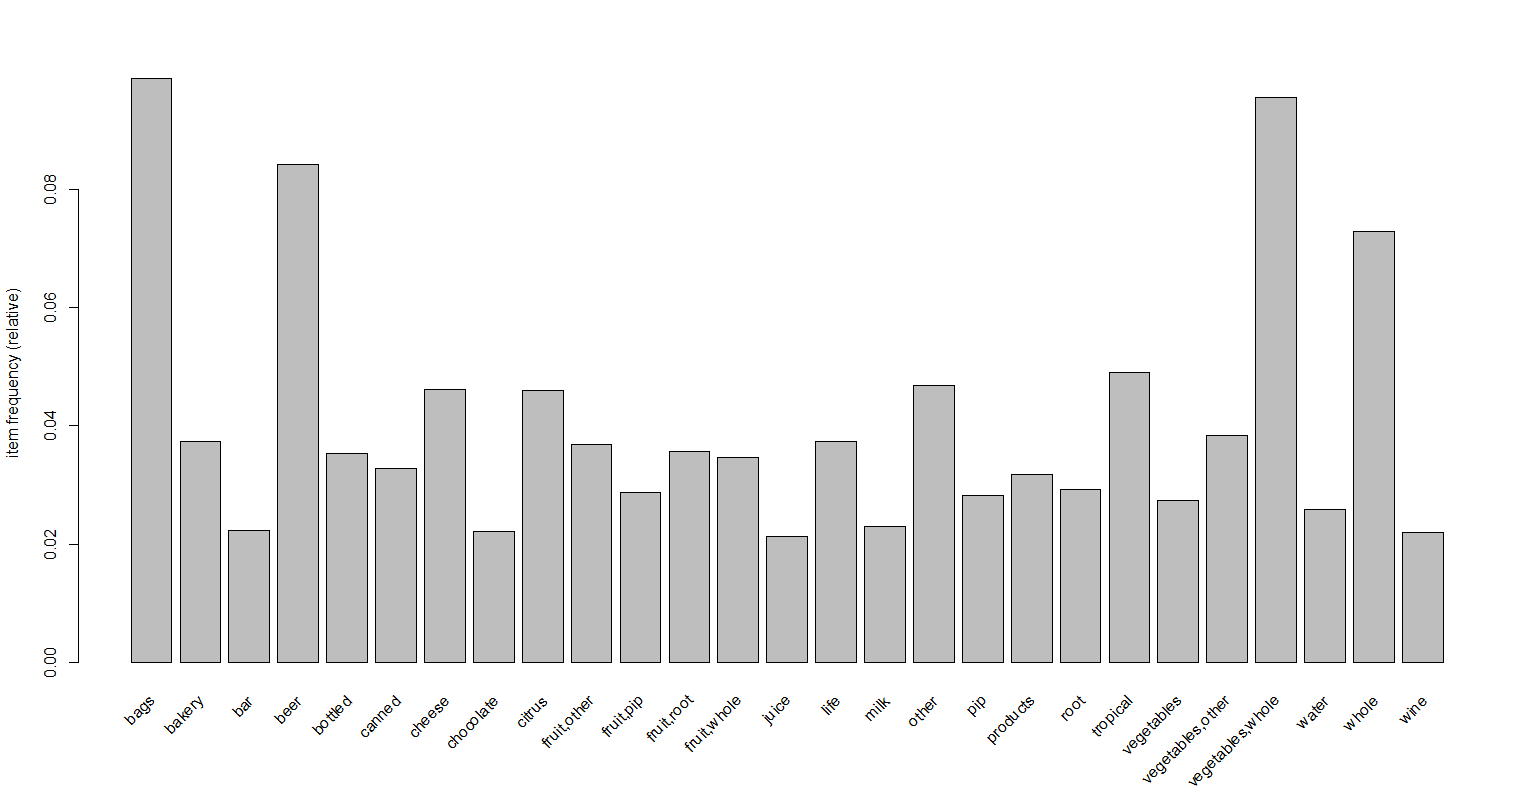 item frequency (relative)
0.08
0.06
0.04
0.02
0.00
bags
bakery
bar
beer
bottled
canned
cheese
chocolate
citrus
fruit,other
fruit,pip
fruit,root
fruit,whole
juice
life
milk
other
pip
products
root
tropical
vegetables
vegetables,other
vegetables,whole
water
whole
wine